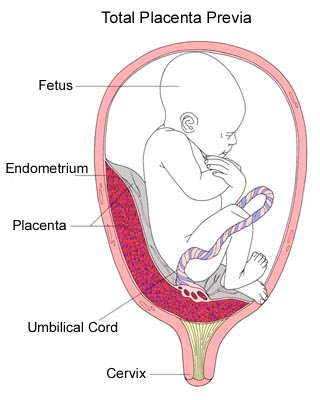 Total Placenta Previa
Fetus
Endometrium
Placenta
Umbilical Cord
Cervix